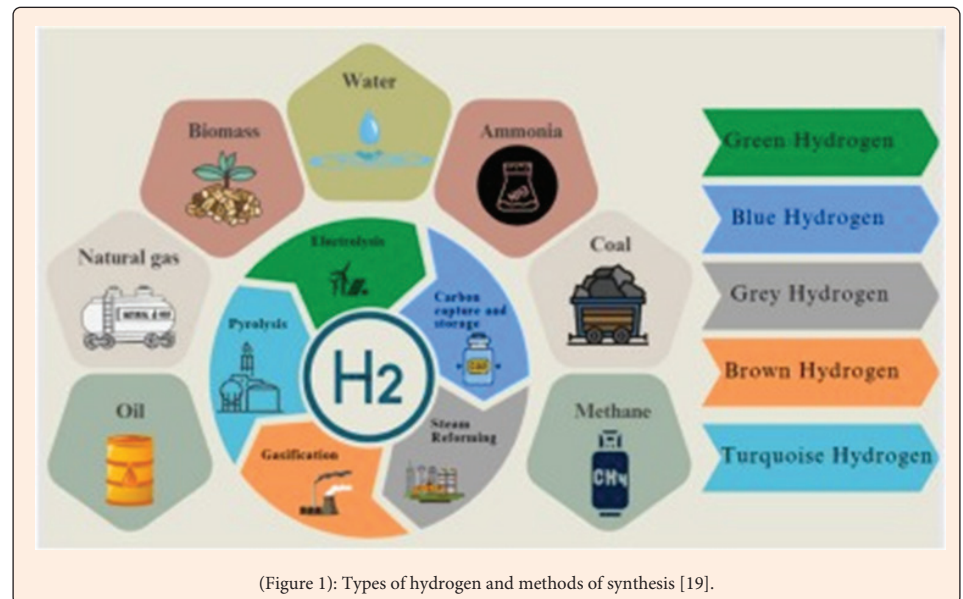 Water
Biomass
Ammonia
Natural gas
Coal
Oil
Methane
CH4
Electrolysis
Carbon
capture and
storage
Pyrolysis
Steam
Reforming
Gasification
H2
Green Hydrogen
Blue Hydrogen
Grey Hydrogen
Brown Hydrogen
Turquoise Hydrogen
(Figure 1): Types of hydrogen and methods of synthesis [19].